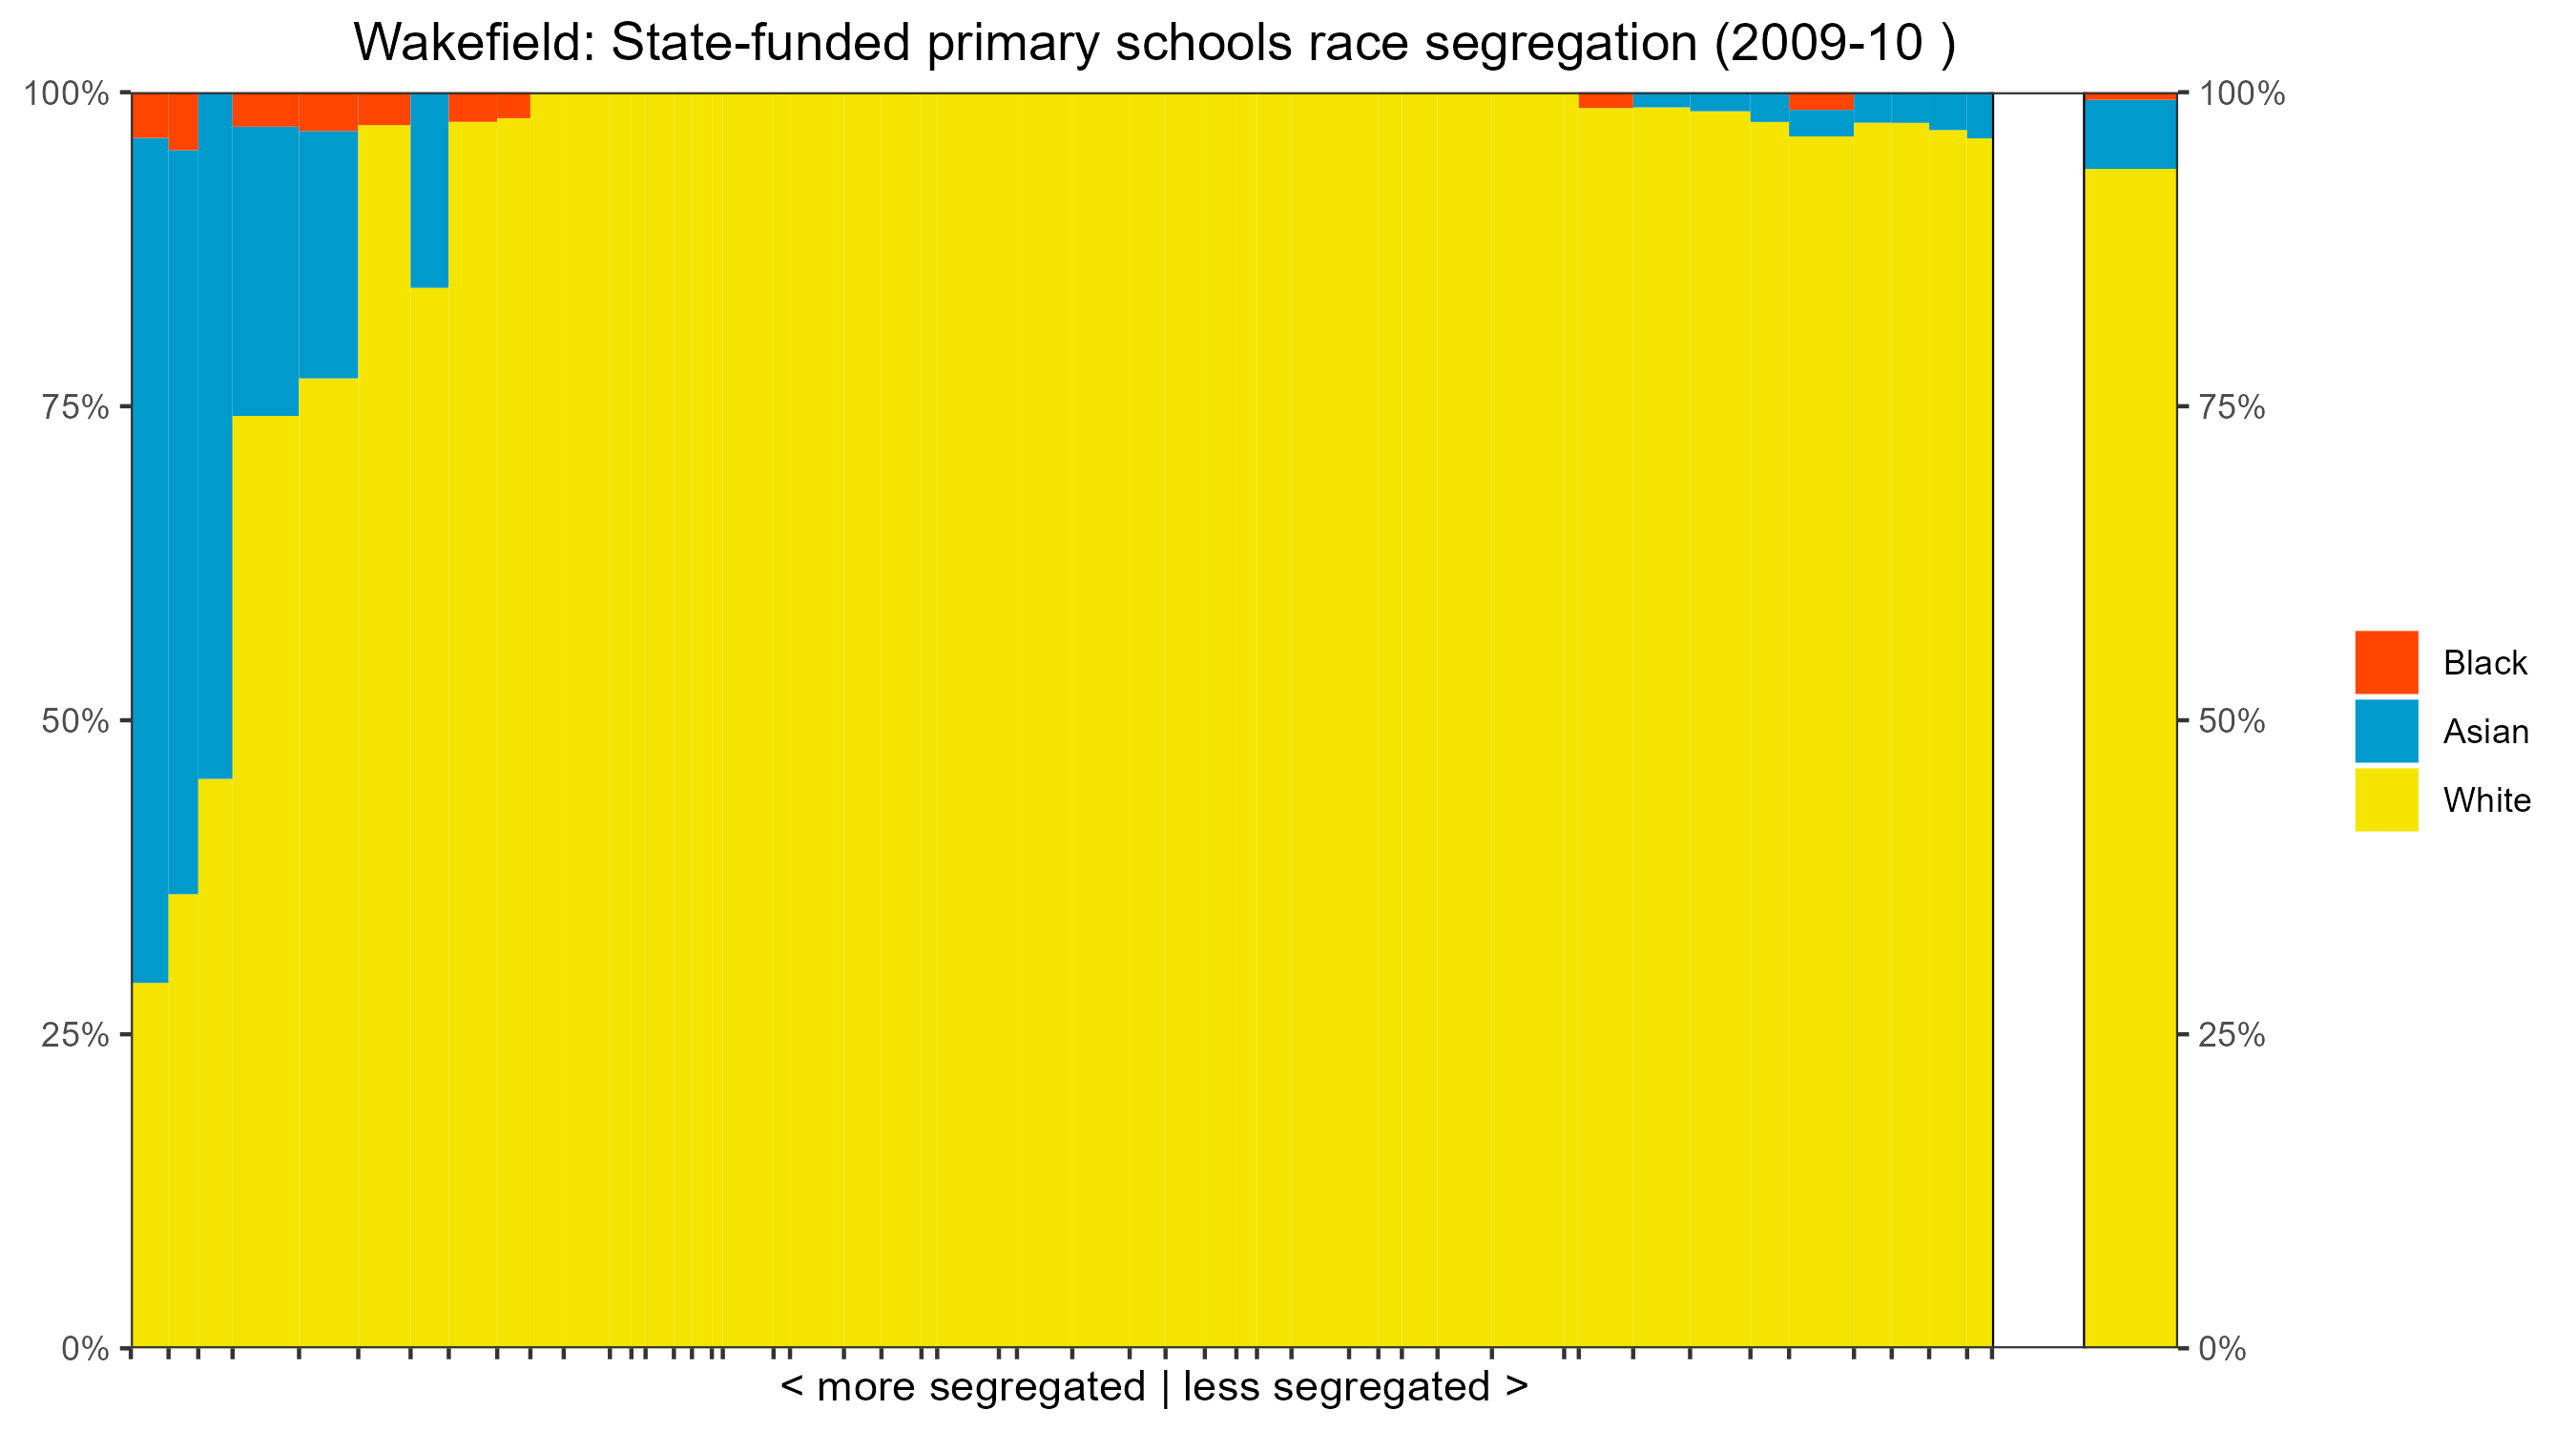 Wakefield: State-funded primary schools race segregation (2009-10 )
100%
75%
50%
25%
0%
100%
75%
50%
25%
0%
Black
Asian
White
< more segregated | less segregated >